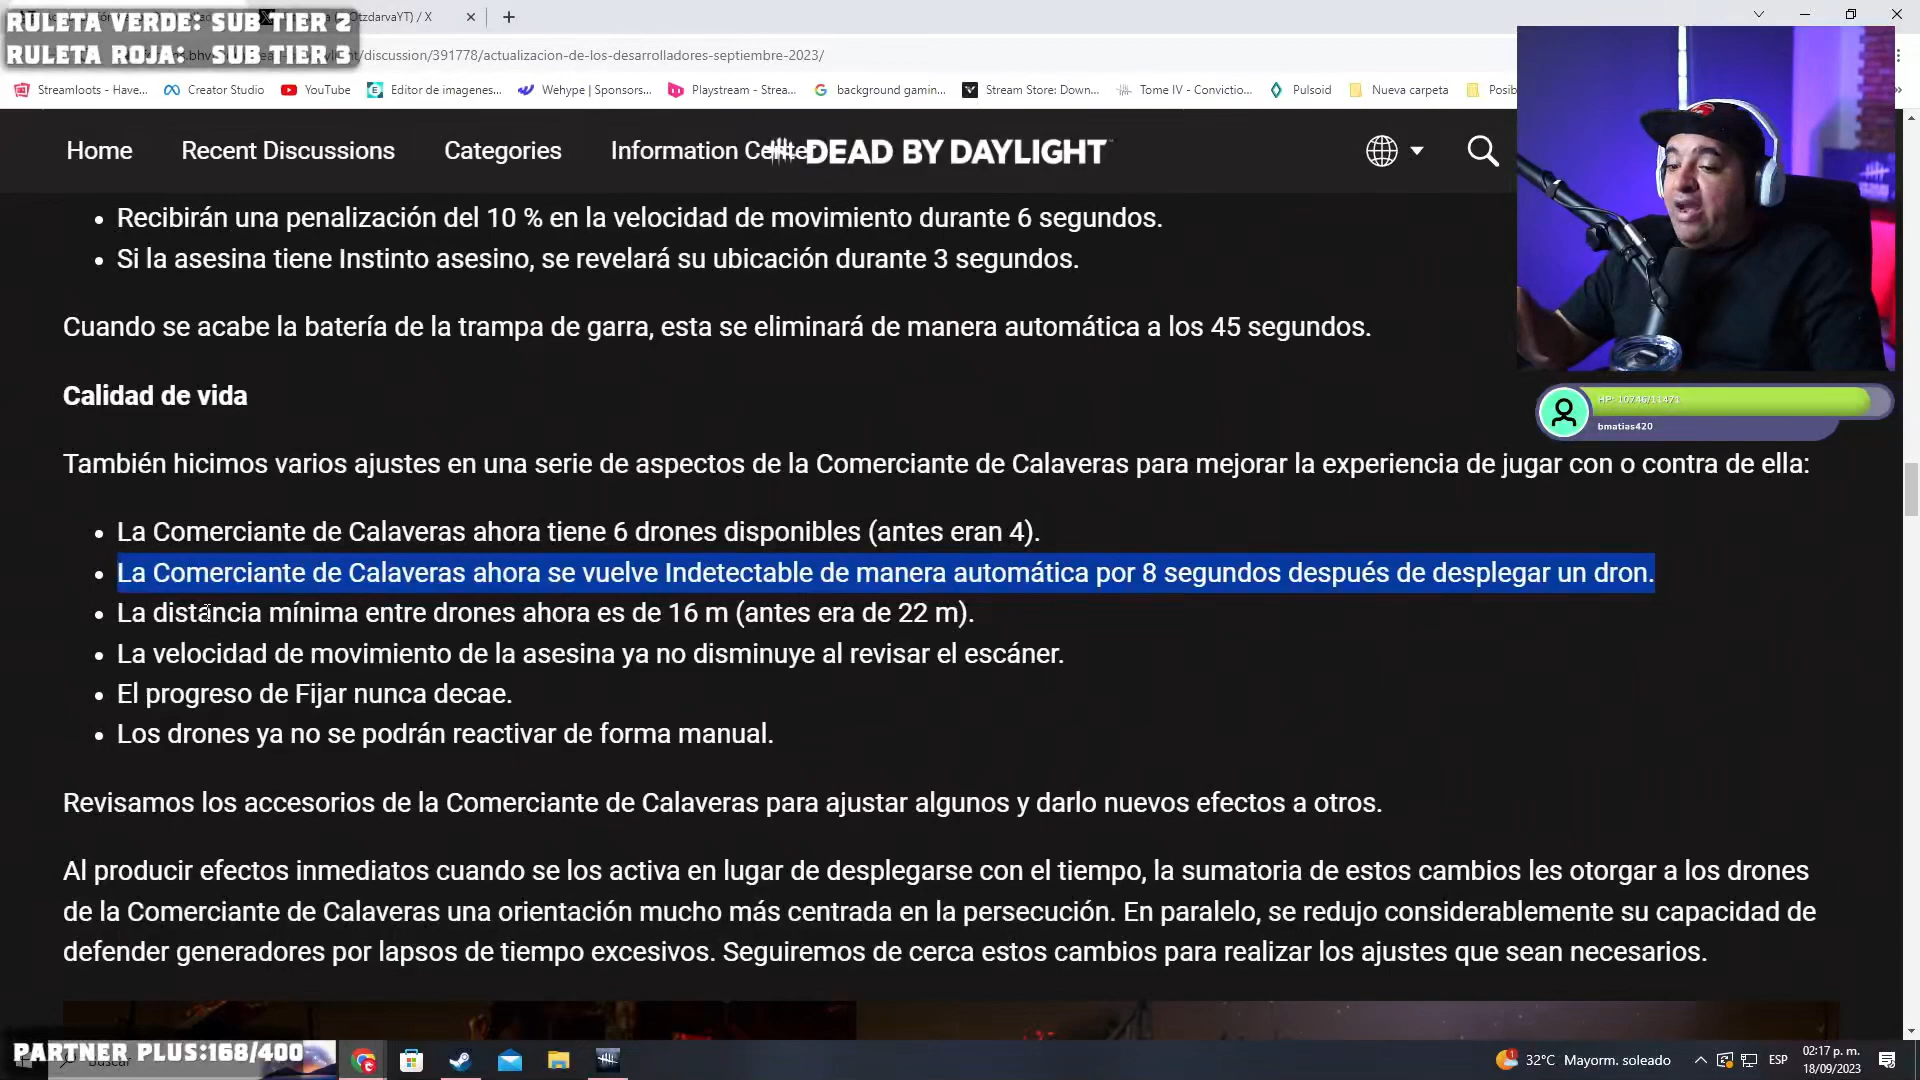 RULETA VERDE: SUB TIER 2
OtzdarvaYT) / X
RULETA ROJA: SUB TIER 3
.bhv
/discussion/391778/actualizacion-de-los-desarrolladores-septiembre-2023/
Streamloots - Have... Creator Studio YouTube Editor de imagenes... Wehype | Sponsors... Playstream - Strea... background gamin... Stream Store: Down... Tome IV - Convictio... Pulsoid Nueva carpeta Posib
Home Recent Discussions Categories Information Center DEAD BY DAYLIGHT
• Recibirán una penalización del 10 % en la velocidad de movimiento durante 6 segundos.
• Si la asesina tiene Instinto asesino, se revelará su ubicación durante 3 segundos.
Cuando se acabe la batería de la trampa de garra, esta se eliminará de manera automática a los 45 segundos.
Calidad de vida
HP: 10746/11471
bmatias420
También hicimos varios ajustes en una serie de aspectos de la Comerciante de Calaveras para mejorar la experiencia de jugar con o contra de ella:
• La Comerciante de Calaveras ahora tiene 6 drones disponibles (antes eran 4).
• La Comerciante de Calaveras ahora se vuelve Indetectable de manera automática por 8 segundos después de desplegar un dron.
• La distancia mínima entre drones ahora es de 16 m (antes era de 22 m).
• La velocidad de movimiento de la asesina ya no disminuye al revisar el escáner.
• El progreso de Fijar nunca decae.
• Los drones ya no se podrán reactivar de forma manual.
Revisamos los accesorios de la Comerciante de Calaveras para ajustar algunos y darlo nuevos efectos a otros.
Al producir efectos inmediatos cuando se los activa en lugar de desplegarse con el tiempo, la sumatoria de estos cambios les otorgar a los drones
de la Comerciante de Calaveras una orientación mucho más centrada en la persecución. En paralelo, se redujo considerablemente su capacidad de
defender generadores por lapsos de tiempo excesivos. Seguiremos de cerca estos cambios para realizar los ajustes que sean necesarios.
PARTNER PLUS:168/400
Buscar
1 32°C Mayorm. soleado ESP 02:17 p. m.
18/09/2023